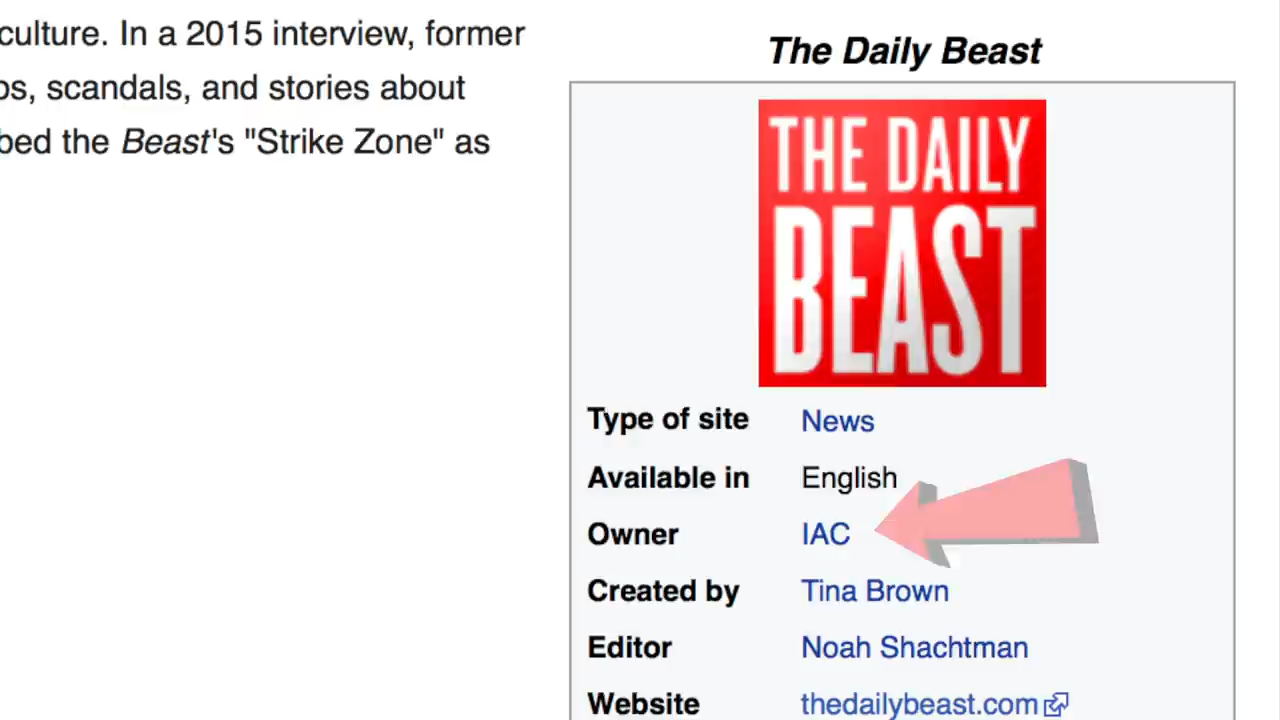 culture. In a 2015 interview, former
os, scandals, and stories about
bed the Beast's "Strike Zone" as
The Daily Beast
THE DAILY
BEAST
Type of site News
Available in English
Owner IAC
Created by Tina Brown
Editor Noah Shachtman
Website thedailybeast.com